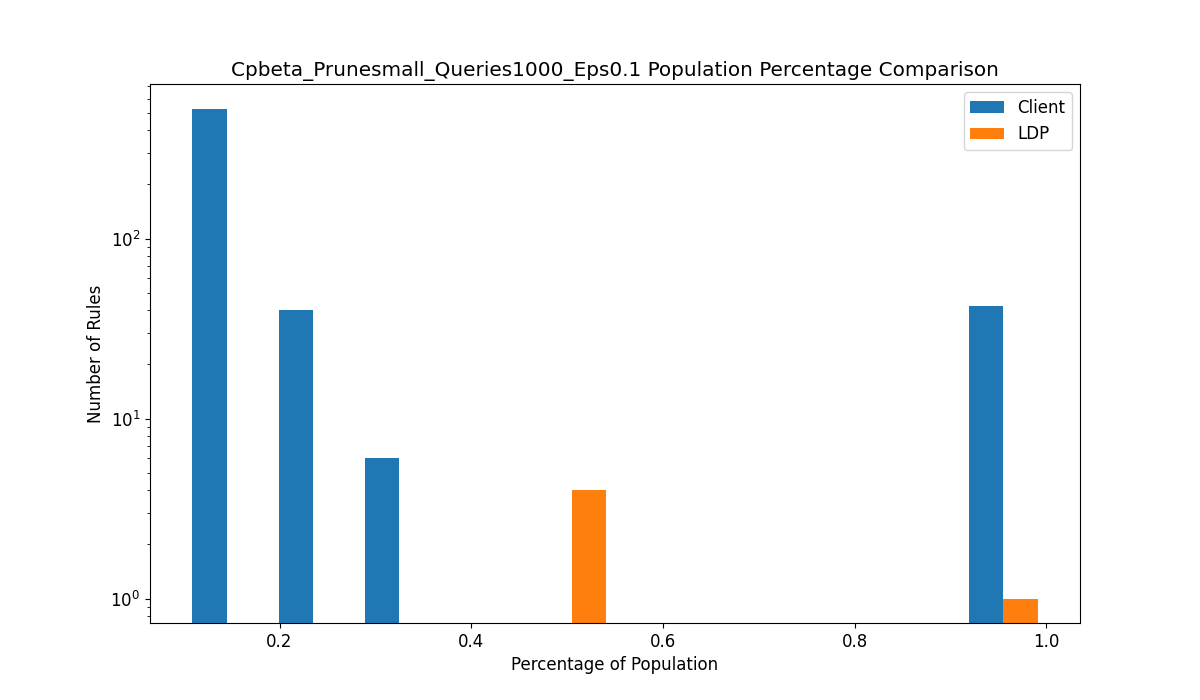 Cpbeta_Prunesmall_Queries1000_Eps0.1 Population Percentage Comparison
Client
LDP
Number of Rules
10²
10¹
10⁰
0.2 0.4 0.6 0.8 1.0
Percentage of Population